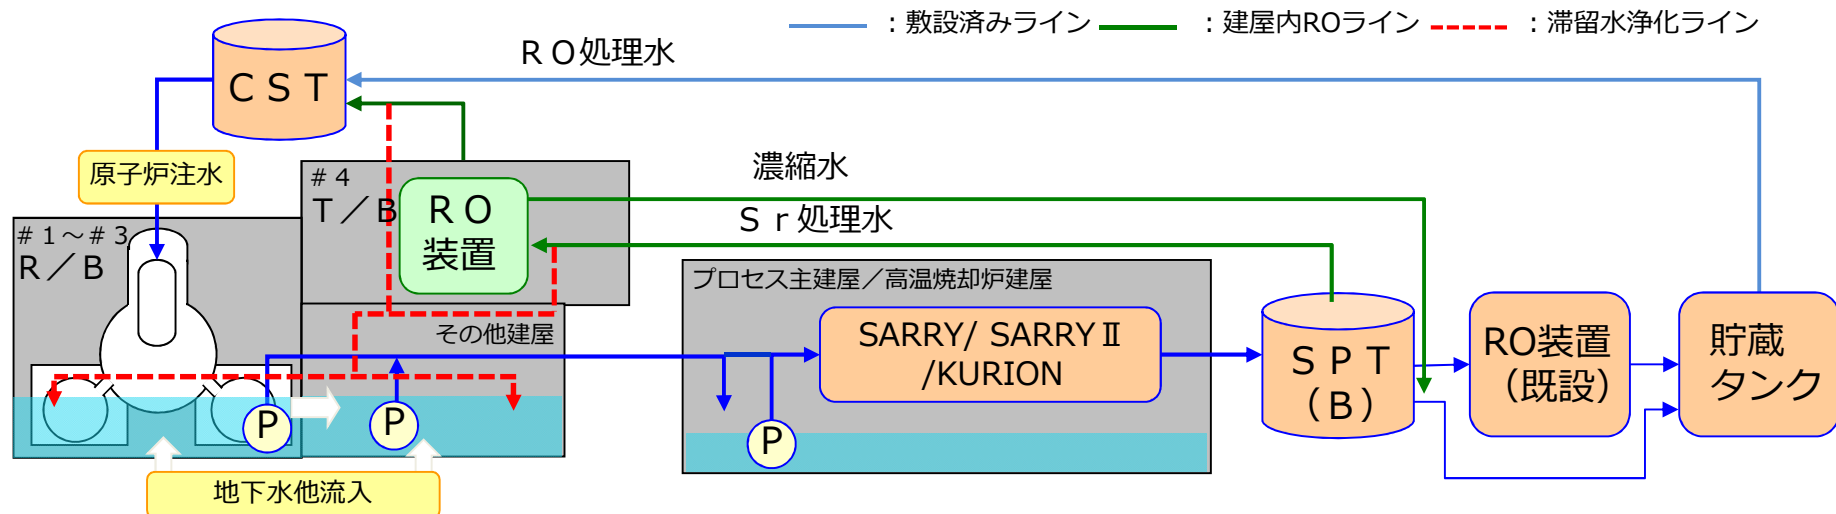 ：敷設済みライン ：建屋内ROライン ：滞留水浄化ライン
ＲＯ処理水
ＣＳＴ
原子炉注水
＃４
Ｔ／Ｂ
ＲＯ
装置
濃縮水
Ｓｒ処理水
＃１～＃３
Ｒ／Ｂ
その他建屋
プロセス主建屋／高温焼却炉建屋
SARRY/ SARRYⅡ
/KURION
ＳＰＴ
（Ｂ）
RO装置
（既設）
貯蔵
タンク
P
P
P
地下水他流入